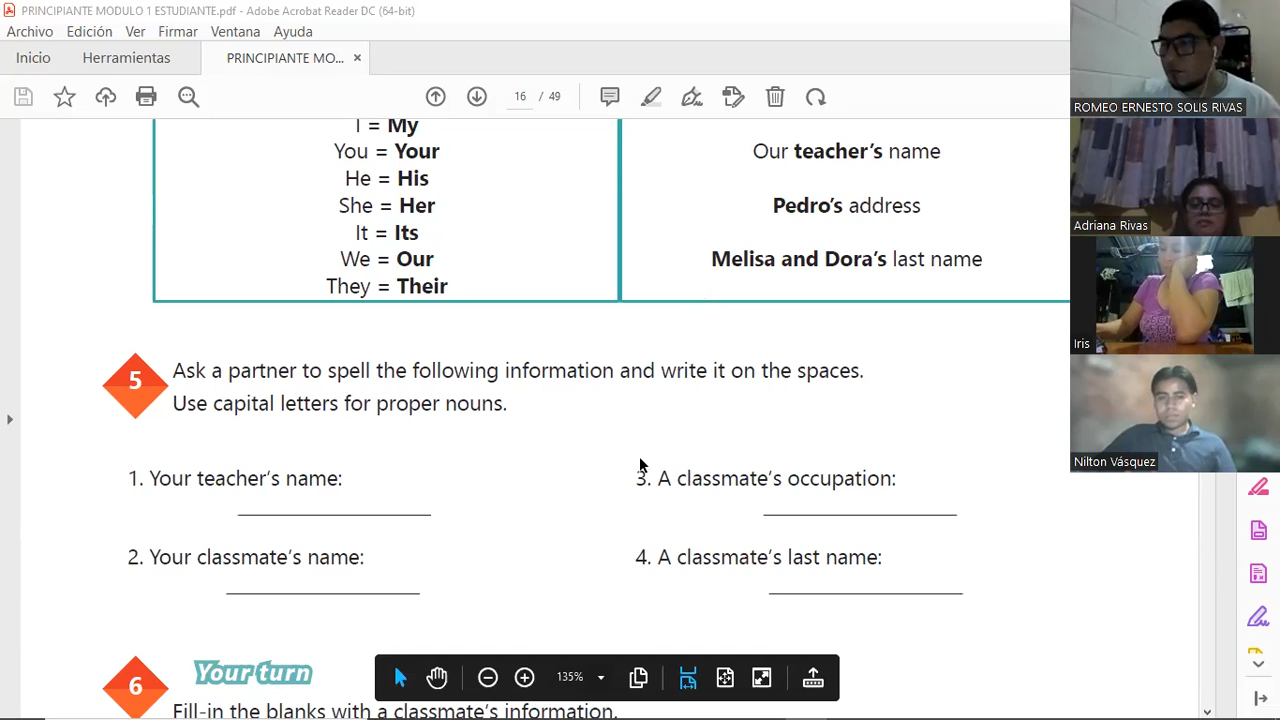 PRINCIPIANTE MODULO 1 ESTUDIANTE.pdf - Adobe Acrobat Reader DC (64-bit)
Archivo Edición Ver Firmar Ventana Ayuda
Inicio Herramientas PRINCIPIANTE MO... ×
16 / 49
I = My
You = Your
He = His
She = Her
It = Its
We = Our
They = Their
Our teacher's name
Pedro's address
Melisa and Dora's last name
5
Ask a partner to spell the following information and write it on the spaces.
Use capital letters for proper nouns.
1. Your teacher's name:
2. Your classmate's name:
3. A classmate's occupation:
4. A classmate's last name:
6
Your turn
Fill-in the blanks with a classmate's information.
135%
ROMEO ERNESTO SOLIS RIVAS
Adriana Rivas
Iris
Nilton Vásquez